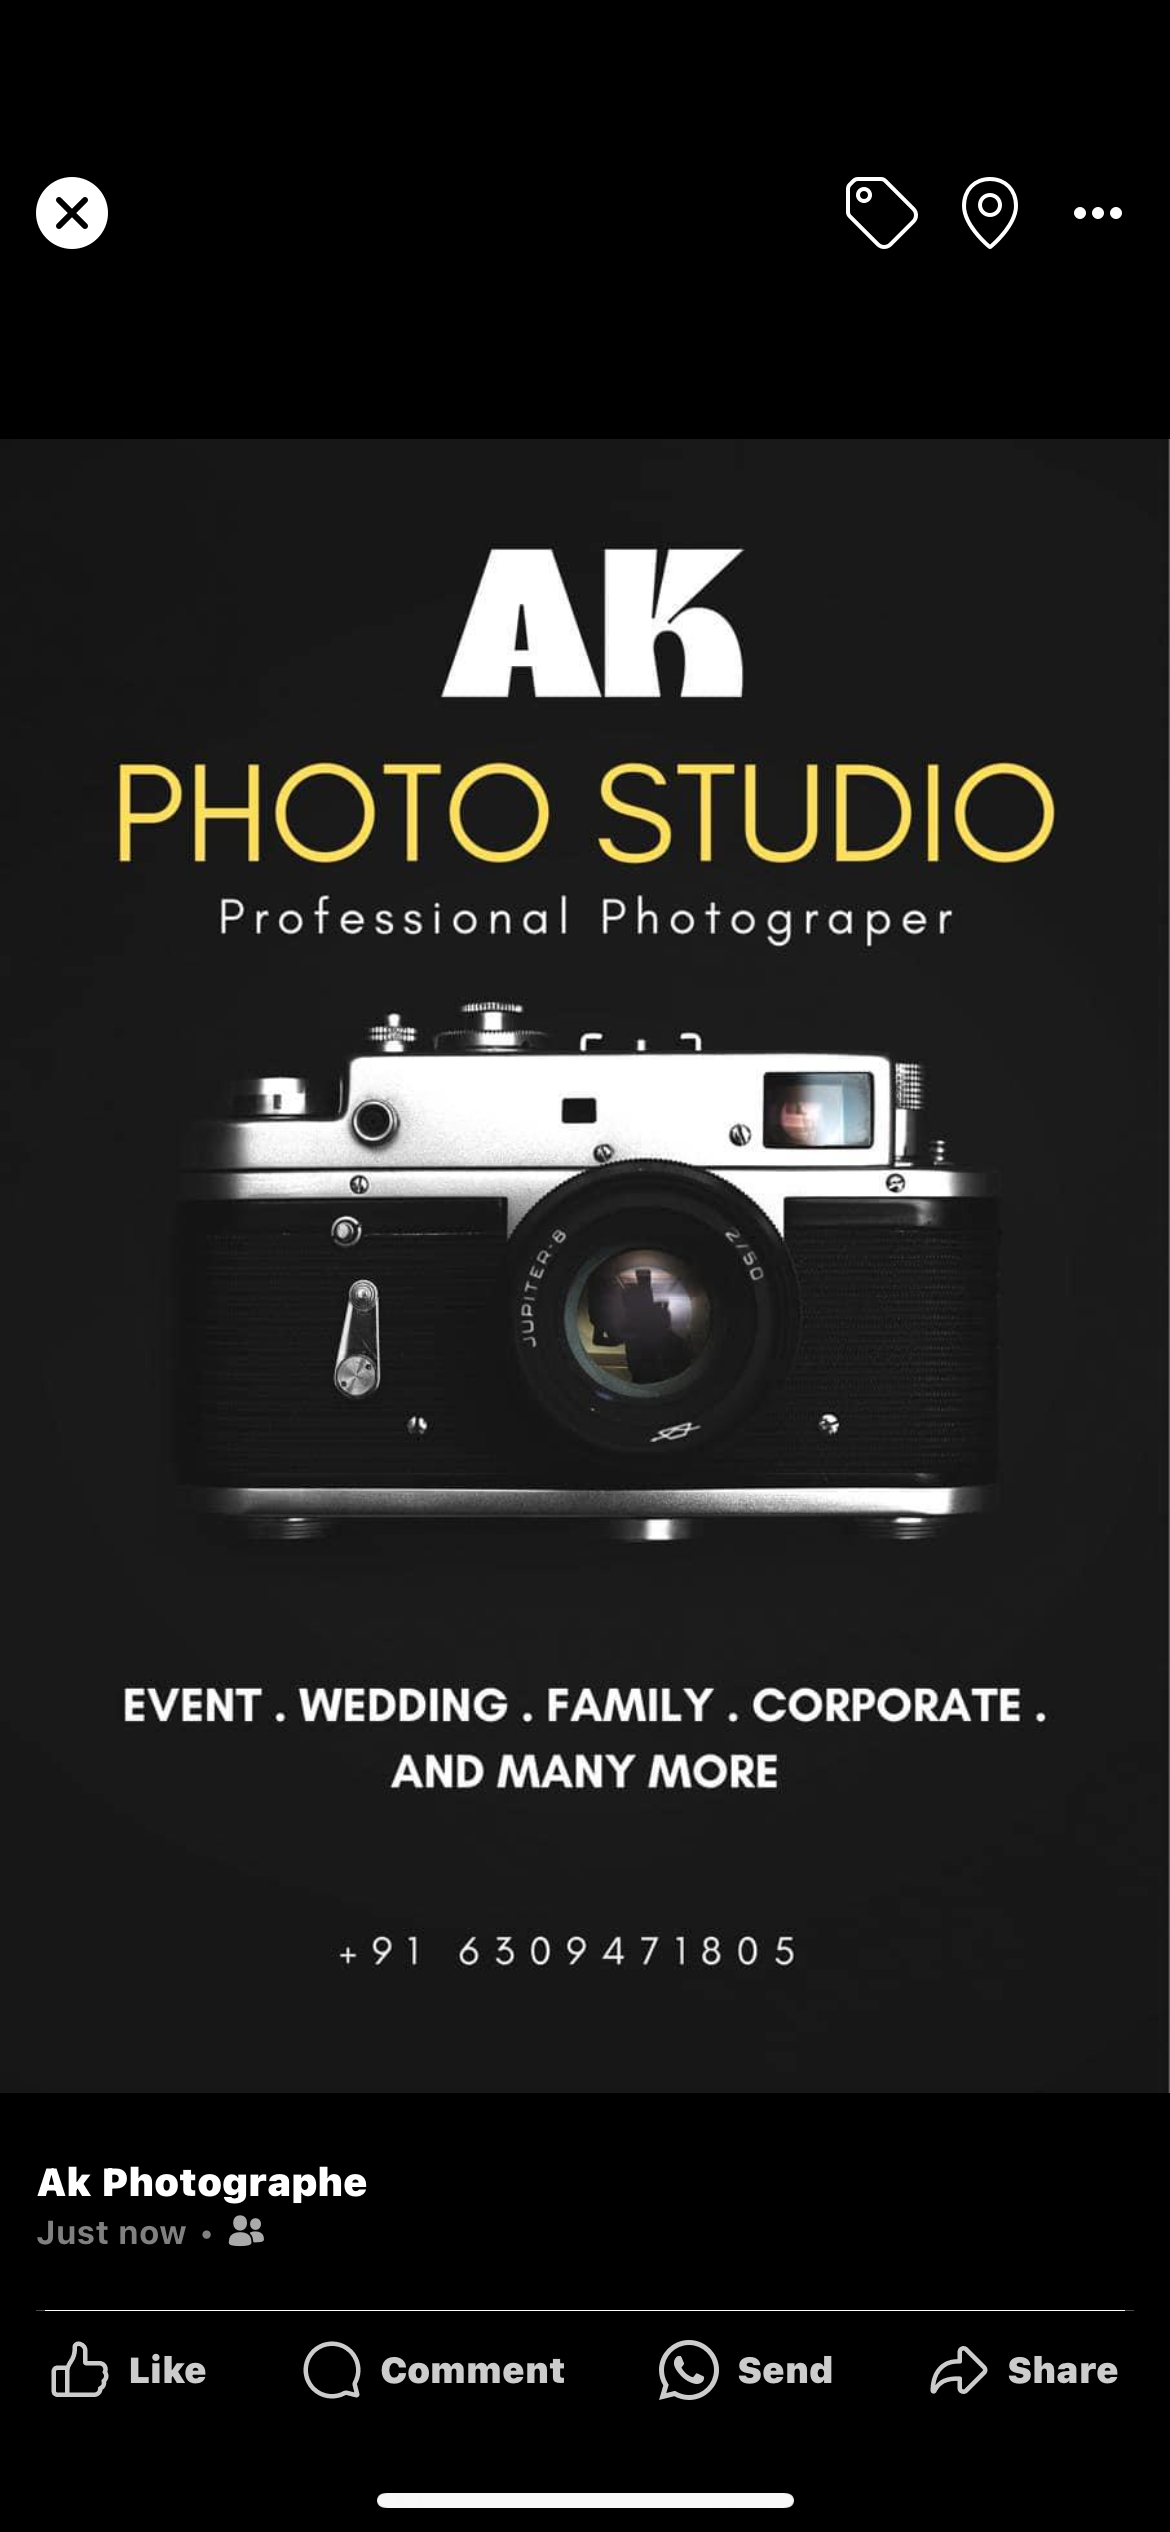 AK
PHOTO STUDIO
Professional Photograper
JUPITER-8
2/50
EVENT . WEDDING . FAMILY . CORPORATE .
AND MANY MORE
+91 6309471805
Ak Photographe
Just now •
Like
Comment
Send
Share